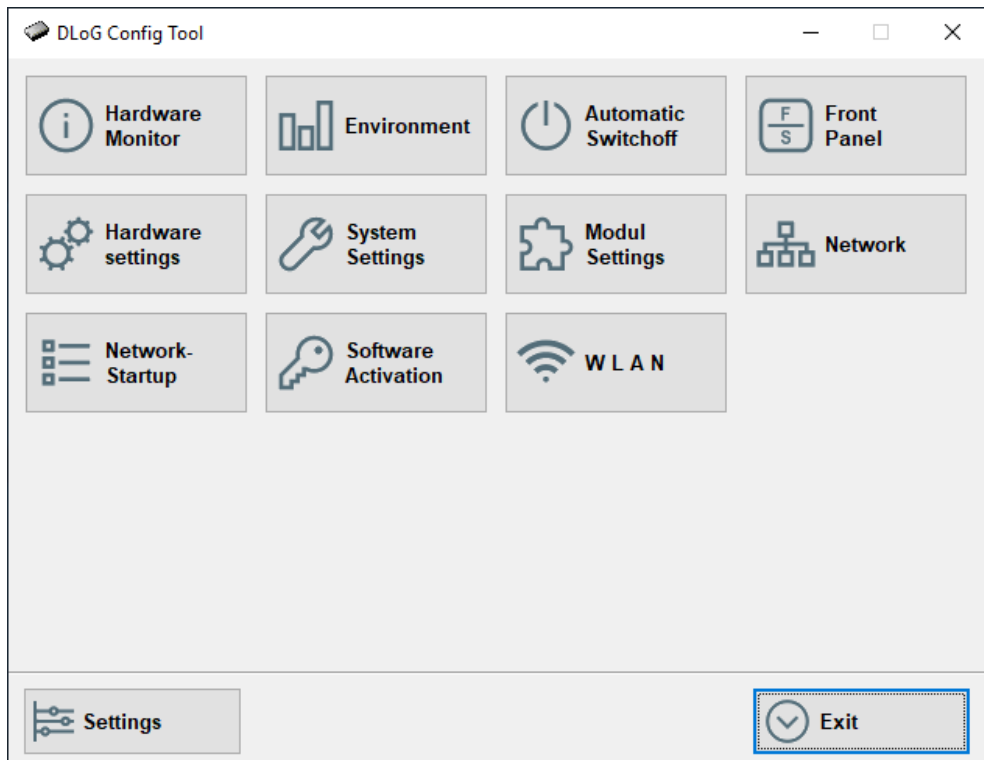 DLoG Config Tool
Hardware
Monitor
Environment
Automatic
Switchoff
F
S
Front
Panel
Hardware
settings
System
Settings
Modul
Settings
Network
Network-
Startup
Software
Activation
W L A N
Settings
Exit